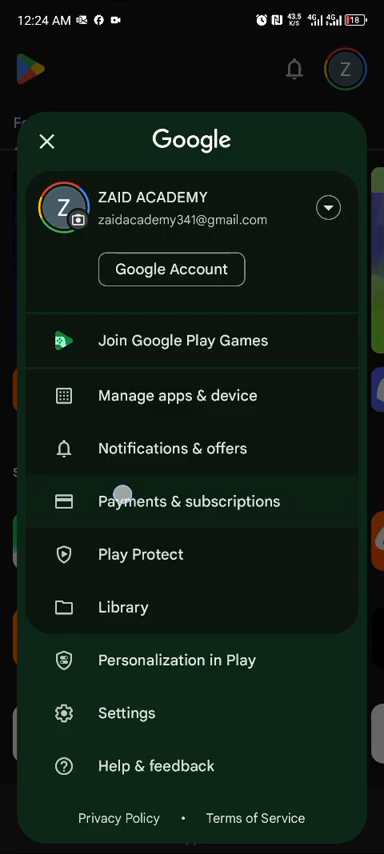 12:24 AM
43.5
K/S
4G
4G
18
Z
Google
Z
ZAID ACADEMY
zaidacademy341@gmail.com
Google Account
Join Google Play Games
Manage apps & device
Notifications & offers
Payments & subscriptions
Play Protect
Library
Personalization in Play
Settings
Help & feedback
Privacy Policy • Terms of Service